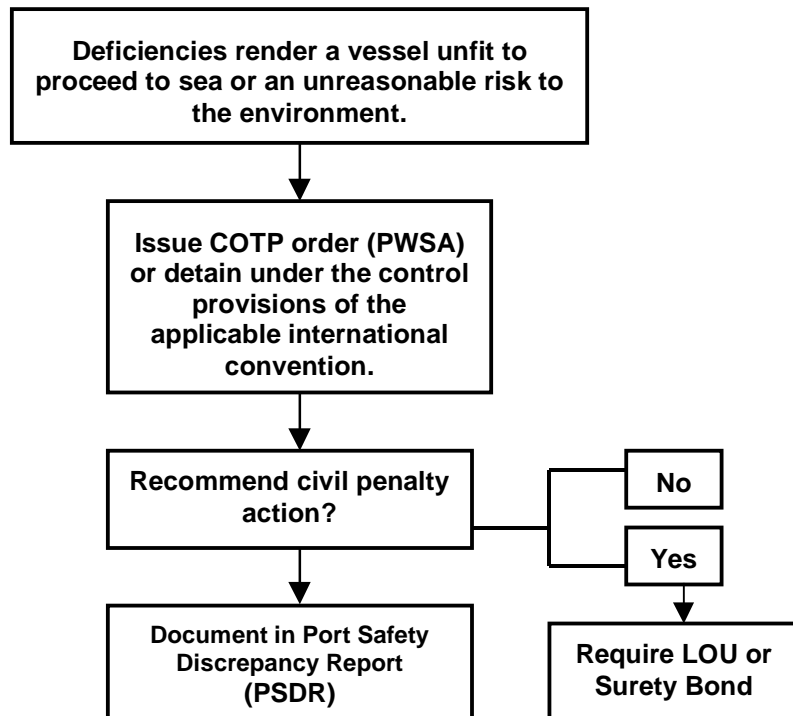 Deficiencies render a vessel unfit to
proceed to sea or an unreasonable risk to
the environment.
Issue COTP order (PWSA)
or detain under the control
provisions of the
applicable international
convention.
Recommend civil penalty
action?
No
Yes
Document in Port Safety
Discrepancy Report
(PSDR)
Require LOU or
Surety Bond